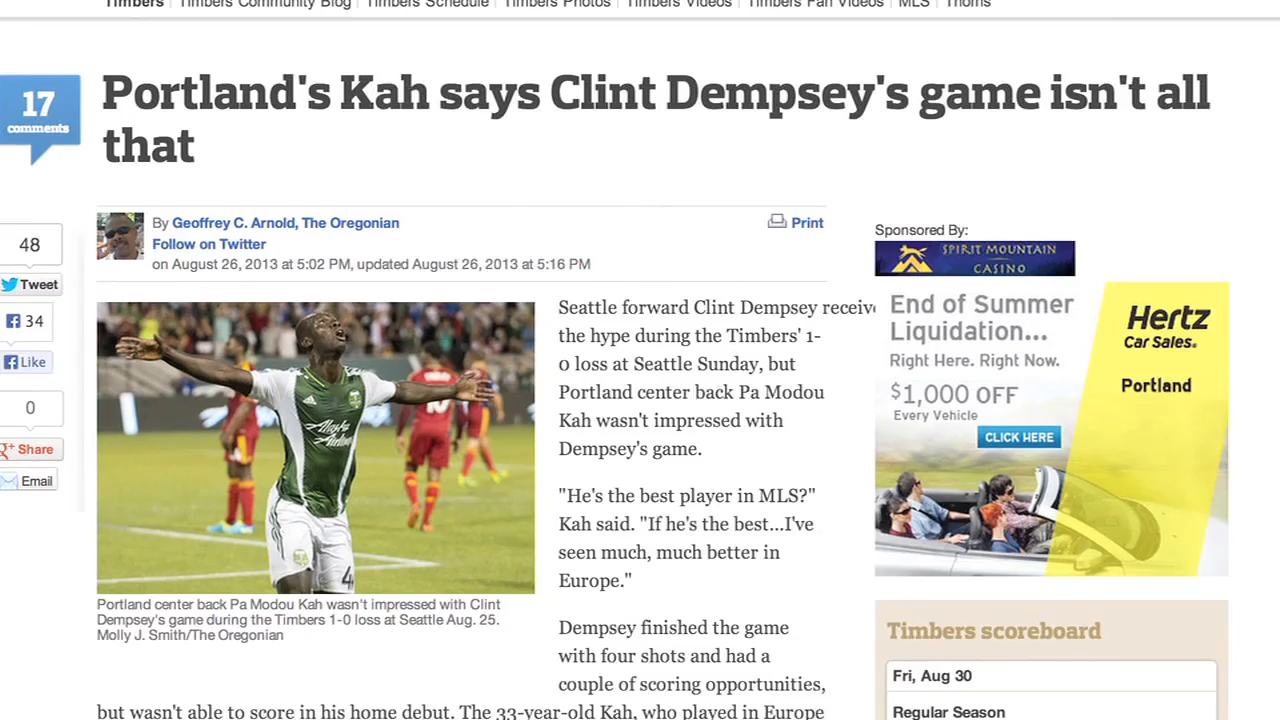 Timbers Timbers Community Blog Timbers Schedule Timbers Photos Timbers Videos Timbers Fan Videos MLS Thorns
17
comments
Portland's Kah says Clint Dempsey's game isn't all
that
By Geoffrey C. Arnold, The Oregonian
Follow on Twitter
on August 26, 2013 at 5:02 PM, updated August 26, 2013 at 5:16 PM
Print
48
Tweet
34
Like
0
Share
Email
Alaska
Airlines
4
Portland center back Pa Modou Kah wasn't impressed with Clint
Dempsey's game during the Timbers 1-0 loss at Seattle Aug. 25.
Molly J. Smith/The Oregonian
Seattle forward Clint Dempsey receive
the hype during the Timbers' 1-
0 loss at Seattle Sunday, but
Portland center back Pa Modou
Kah wasn't impressed with
Dempsey's game.
"He's the best player in MLS?"
Kah said. "If he's the best...I've
seen much, much better in
Europe."
Dempsey finished the game
with four shots and had a
couple of scoring opportunities,
but wasn't able to score in his home debut. The 33-year-old Kah, who played in Europe
Sponsored By:
SPIRIT MOUNTAIN
CASINO
End of Summer
Liquidation...
Right Here. Right Now.
$1,000 OFF
Every Vehicle
CLICK HERE
Hertz
Car Sales.
Portland
Timbers scoreboard
Fri, Aug 30
Regular Season